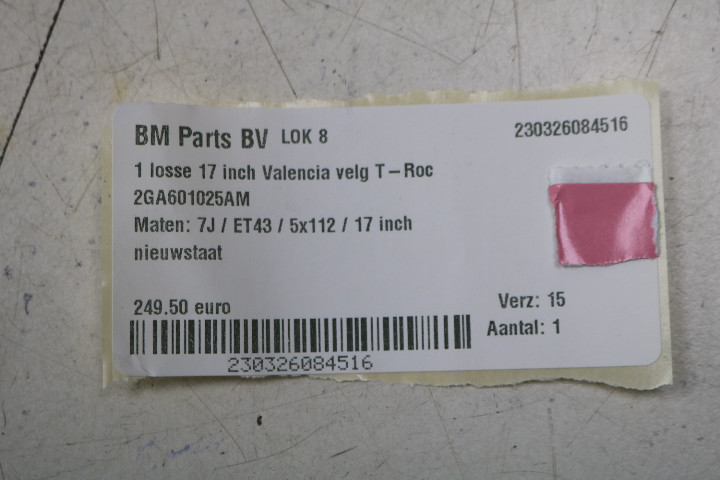 BM Parts BV LOK 8 230326084516
1 losse 17 inch Valencia velg T-Roc
2GA601025AM
Maten: 7J / ET43 / 5x112 / 17 inch
nieuwstaat
249.50 euro
Verz: 15
Aantal: 1
230326084516